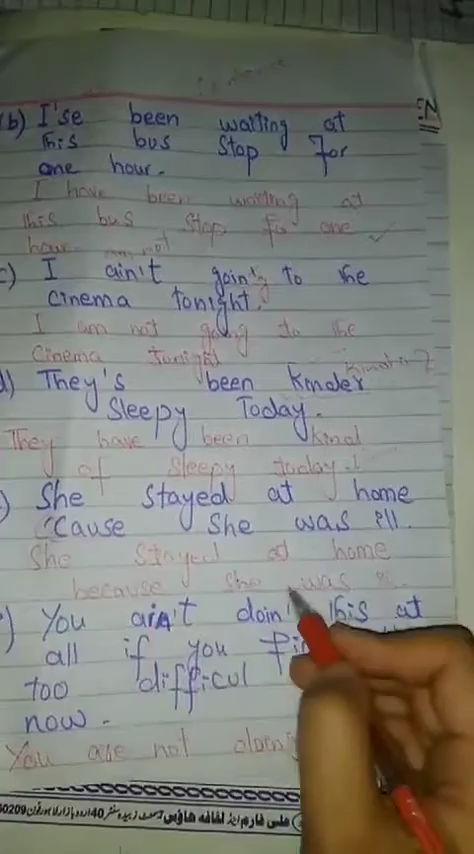 (b) I'se been waiting at
this bus stop for
one hour.
I have been waiting at
this bus stop for one
hour.
am not
c) I ain't going to the
cinema tonight.
I am not going to the
cinema tonight
d) They's been Kinder
Sleepy Today.
They have been kind
of sleepy today.
) She stayed at home
'Cause She was ill.
She stayed at home
because she was
) You ain't doin' this at
all if you
too difficul
now.
You are not doing